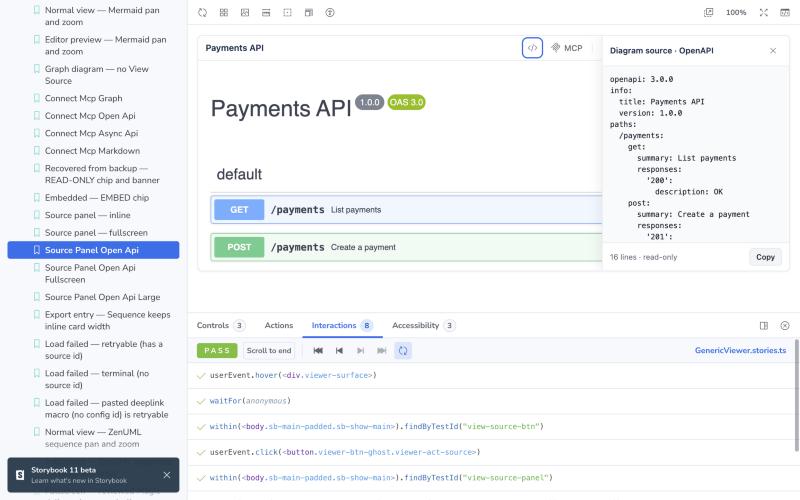 Normal view — Mermaid pan
and zoom
Editor preview — Mermaid pan
and zoom
Graph diagram — no View
Source
Connect Mcp Graph
Connect Mcp Open Api
Connect Mcp Async Api
Connect Mcp Markdown
Recovered from backup —
READ-ONLY chip and banner
Embedded — EMBED chip
Source panel — inline
Source panel — fullscreen
Source Panel Open Api
Source Panel Open Api
Fullscreen
Source Panel Open Api Large
Export entry — Sequence keeps
inline card width
Load failed — retryable (has a
source id)
Load failed — terminal (no
source id)
Load failed — pasted deeplink
macro (no config id) is retryable
Normal view — ZenUML
sequence pan and zoom
Storybook 11 beta
Learn what's new in Storybook
100%
Payments API
MCP
Payments API 1.0.0 OAS 3.0
default
GET /payments List payments
POST /payments Create a payment
Diagram source · OpenAPI
openapi: 3.0.0
info:
title: Payments API
version: 1.0.0
paths:
/payments:
get:
summary: List payments
responses:
'200':
description: OK
post:
summary: Create a payment
responses:
'201':
16 lines · read-only
Copy
Controls 3
Actions
Interactions 8
Accessibility 3
PASS
Scroll to end
GenericViewer.stories.ts
userEvent.hover(<div.viewer-surface>)
waitFor(anonymous)
within(<body.sb-main-padded.sb-show-main>).findByTestId("view-source-btn")
userEvent.click(<button.viewer-btn-ghost.viewer-act-source>)
within(<body.sb-main-padded.sb-show-main>).findByTestId("view-source-panel")